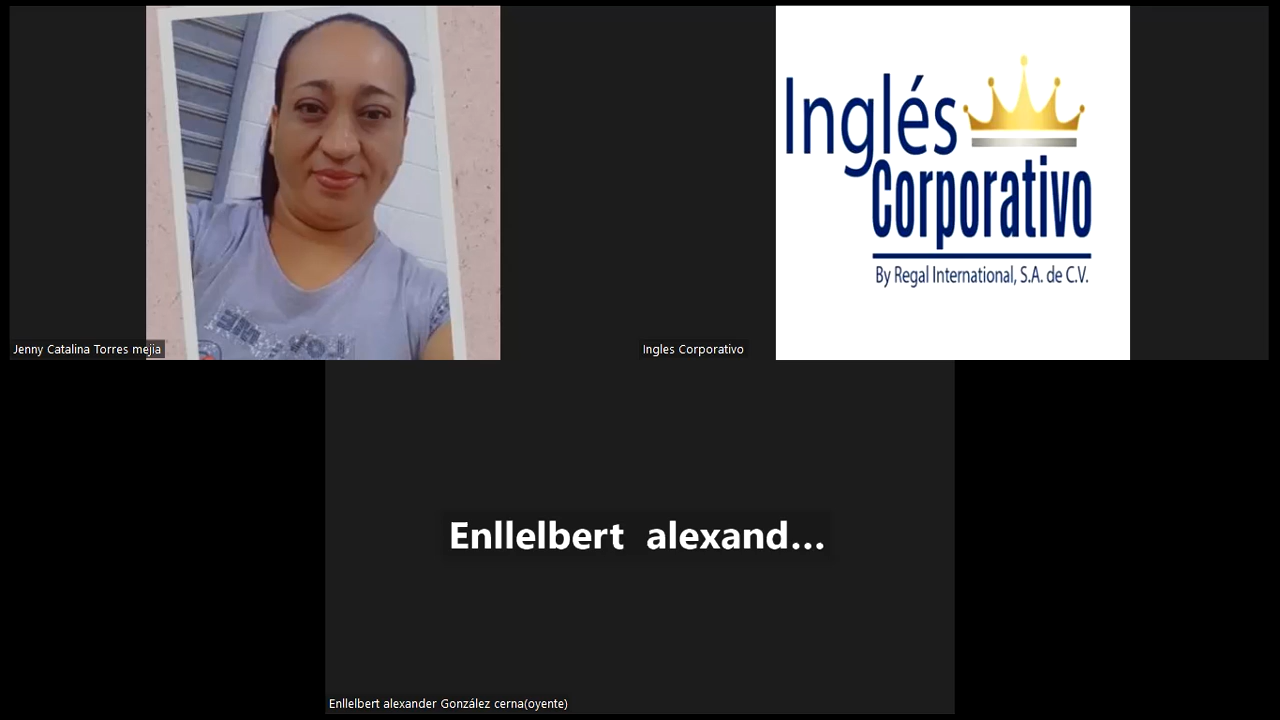 Inglés
Corporativo
By Regal International, S.A. de C.V.
Jenny Catalina Torres mejia
Ingles Corporativo
Enllelbert alexand...
Enllelbert alexander González cerna(oyente)